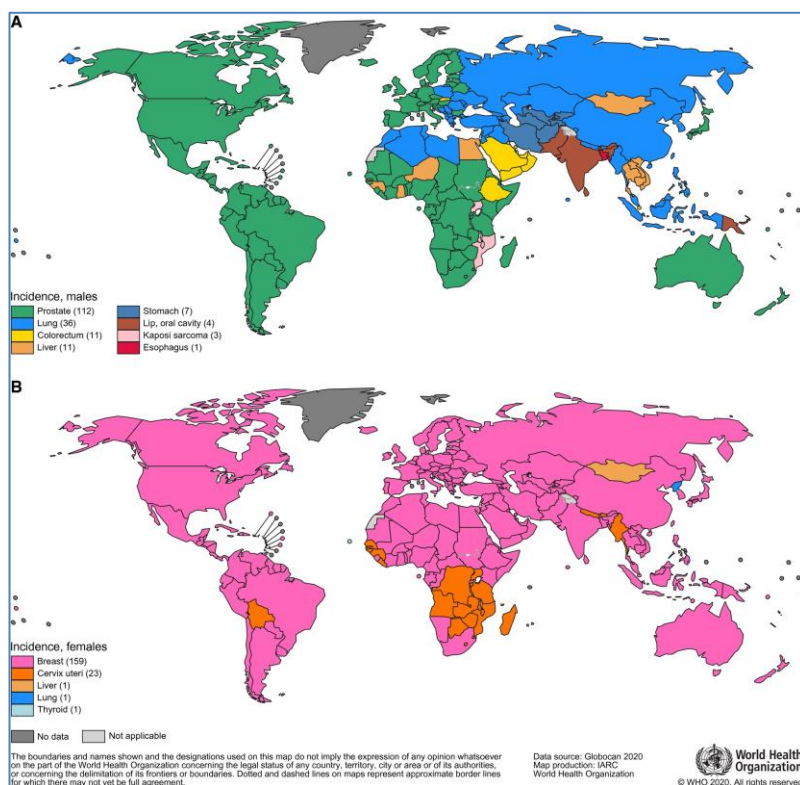 A
Incidence, males
Prostate (112)
Lung (36)
Colorectum (11)
Liver (11)
Stomach (7)
Lip, oral cavity (4)
Kaposi sarcoma (3)
Esophagus (1)
B
Incidence, females
Breast (159)
Cervix uteri (23)
Liver (1)
Lung (1)
Thyroid (1)
No data
Not applicable
The boundaries and names shown and the designations used on this map do not imply the expression of any opinion whatsoever
on the part of the World Health Organization concerning the legal status of any country, territory, city or area or of its authorities,
or concerning the delimitation of its frontiers or boundaries. Dotted and dashed lines on maps represent approximate border lines
for which there may not yet be full agreement.
Data source: Globocan 2020
Map production: IARC
World Health Organization
World Health
Organization
© WHO 2020. All rights reserved